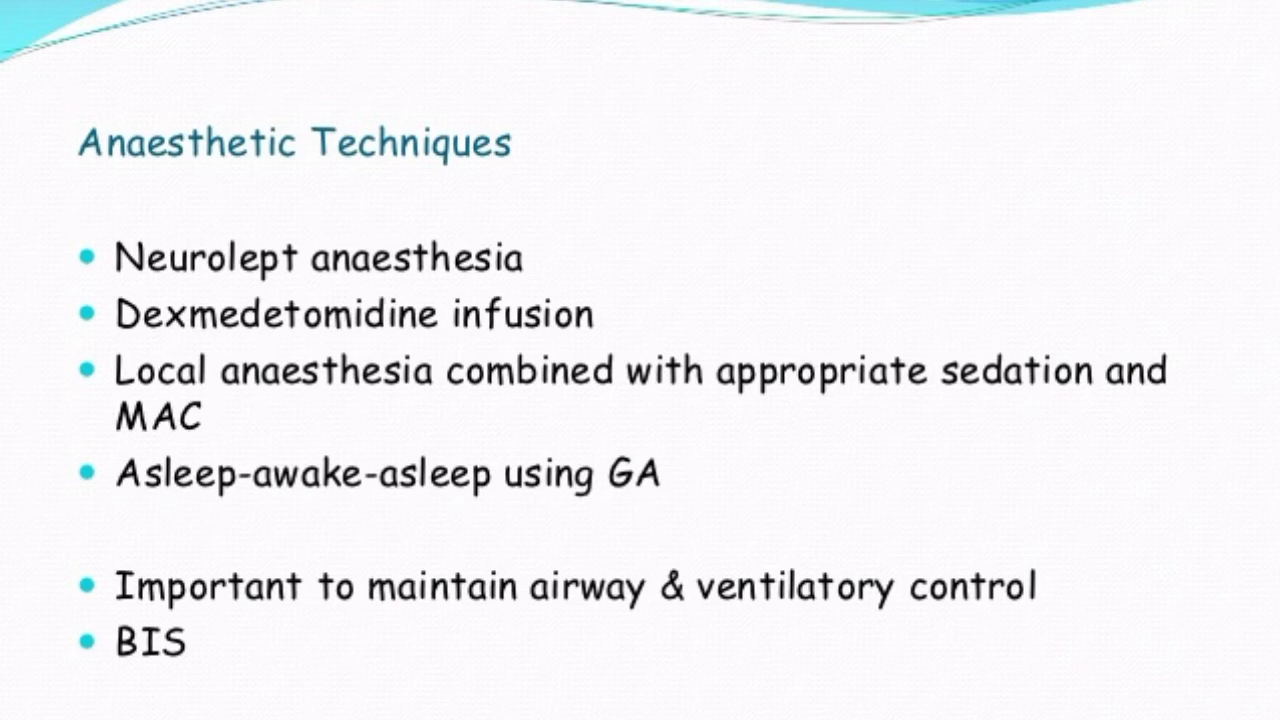 Anaesthetic Techniques
• Neurolept anaesthesia
• Dexmedetomidine infusion
• Local anaesthesia combined with appropriate sedation and
MAC
• Asleep-awake-asleep using GA
• Important to maintain airway & ventilatory control
• BIS